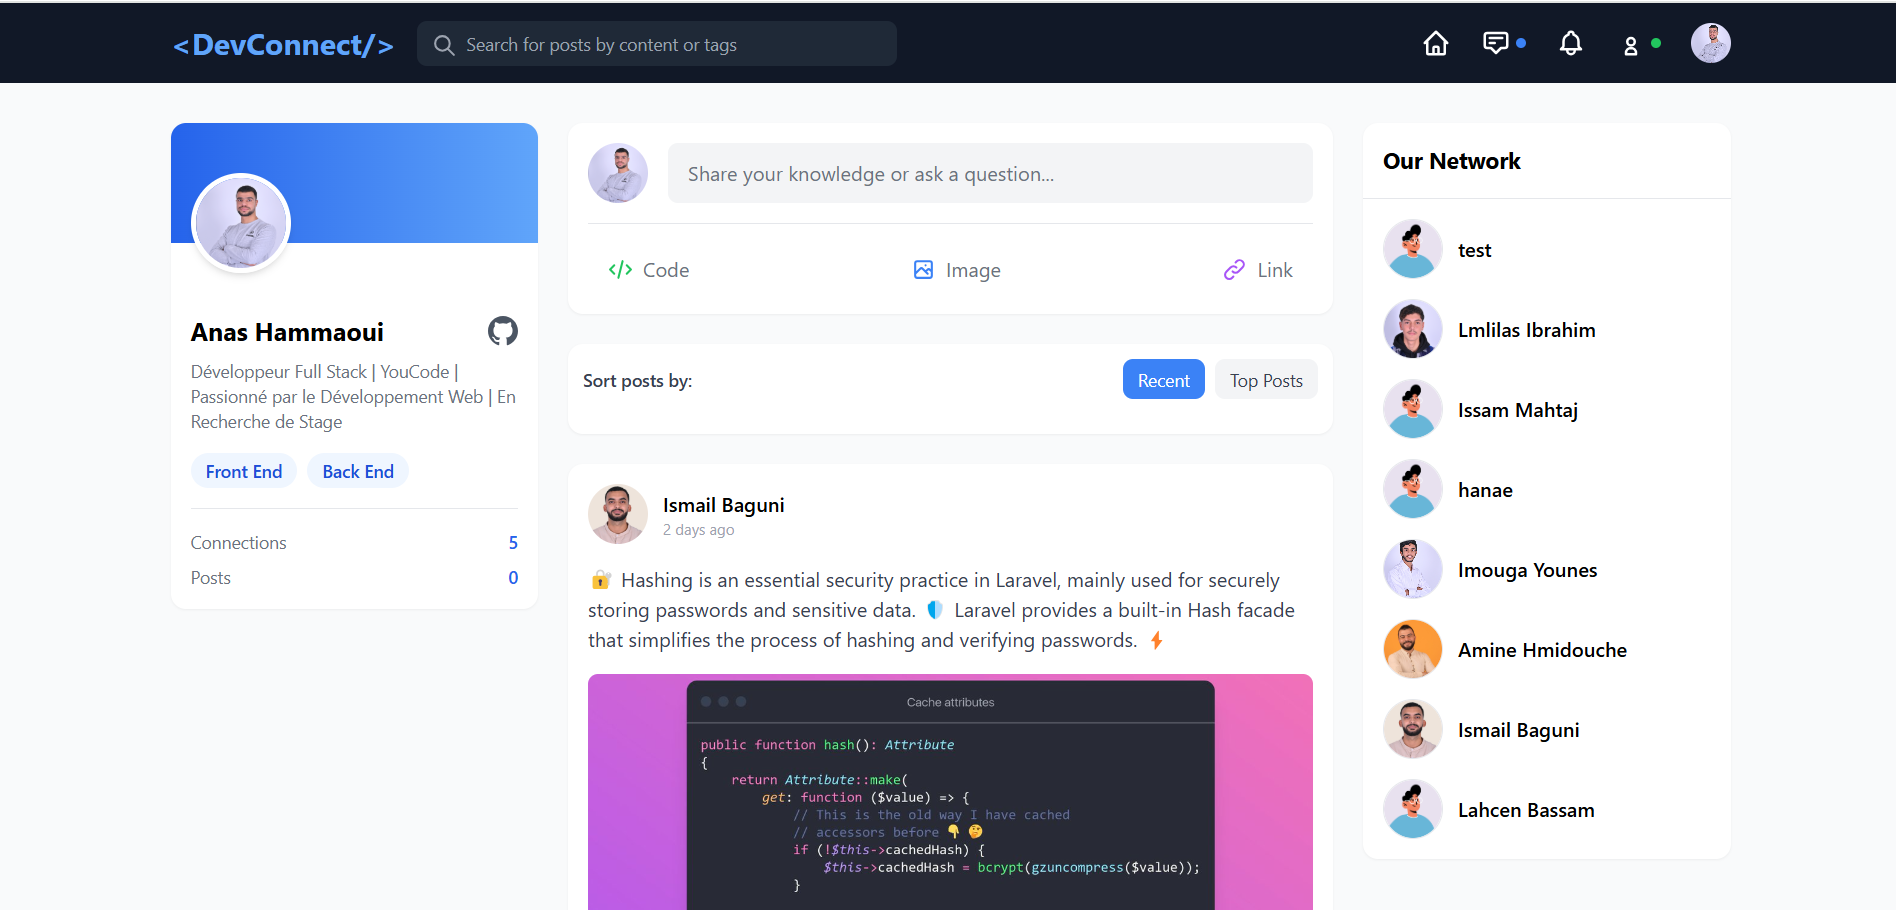 <DevConnect/>
Search for posts by content or tags
Anas Hammaoui
Développeur Full Stack | YouCode |
Passionné par le Développement Web | En
Recherche de Stage
Front End
Back End
Connections 5
Posts 0
Share your knowledge or ask a question...
Code
Image
Link
Sort posts by:
Recent
Top Posts
Ismail Baguni
2 days ago
🔐 Hashing is an essential security practice in Laravel, mainly used for securely
storing passwords and sensitive data. 🛡️ Laravel provides a built-in Hash facade
that simplifies the process of hashing and verifying passwords. ⚡
Cache attributes
public function hash(): Attribute
{
    return Attribute::make(
        get: function ($value) => {
            // This is the old way I have cached
            // accessors before 👇 🤔
            if (!$this->cachedHash) {
                $this->cachedHash = bcrypt(gzuncompress($value));
            }
Our Network
test
Lmlilas Ibrahim
Issam Mahtaj
hanae
Imouga Younes
Amine Hmidouche
Ismail Baguni
Lahcen Bassam